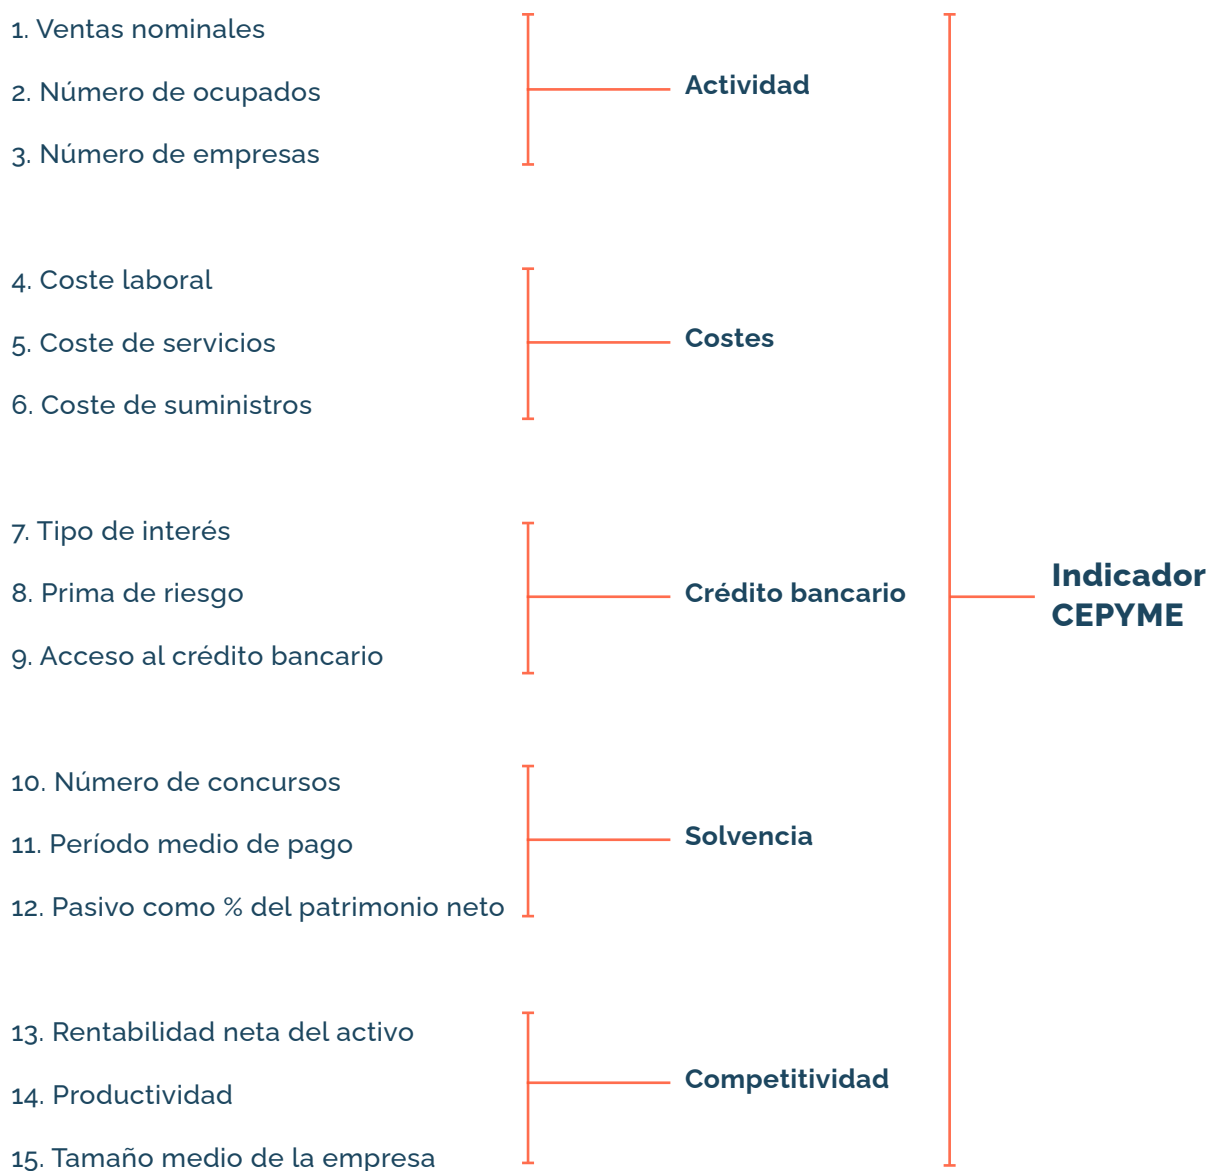 1. Ventas nominales
2. Número de ocupados
3. Número de empresas
Actividad
4. Coste laboral
5. Coste de servicios
6. Coste de suministros
Costes
7. Tipo de interés
8. Prima de riesgo
9. Acceso al crédito bancario
Crédito bancario
10. Número de concursos
11. Período medio de pago
12. Pasivo como % del patrimonio neto
Solvencia
13. Rentabilidad neta del activo
14. Productividad
15. Tamaño medio de la empresa
Competitividad
Indicador
CEPYME